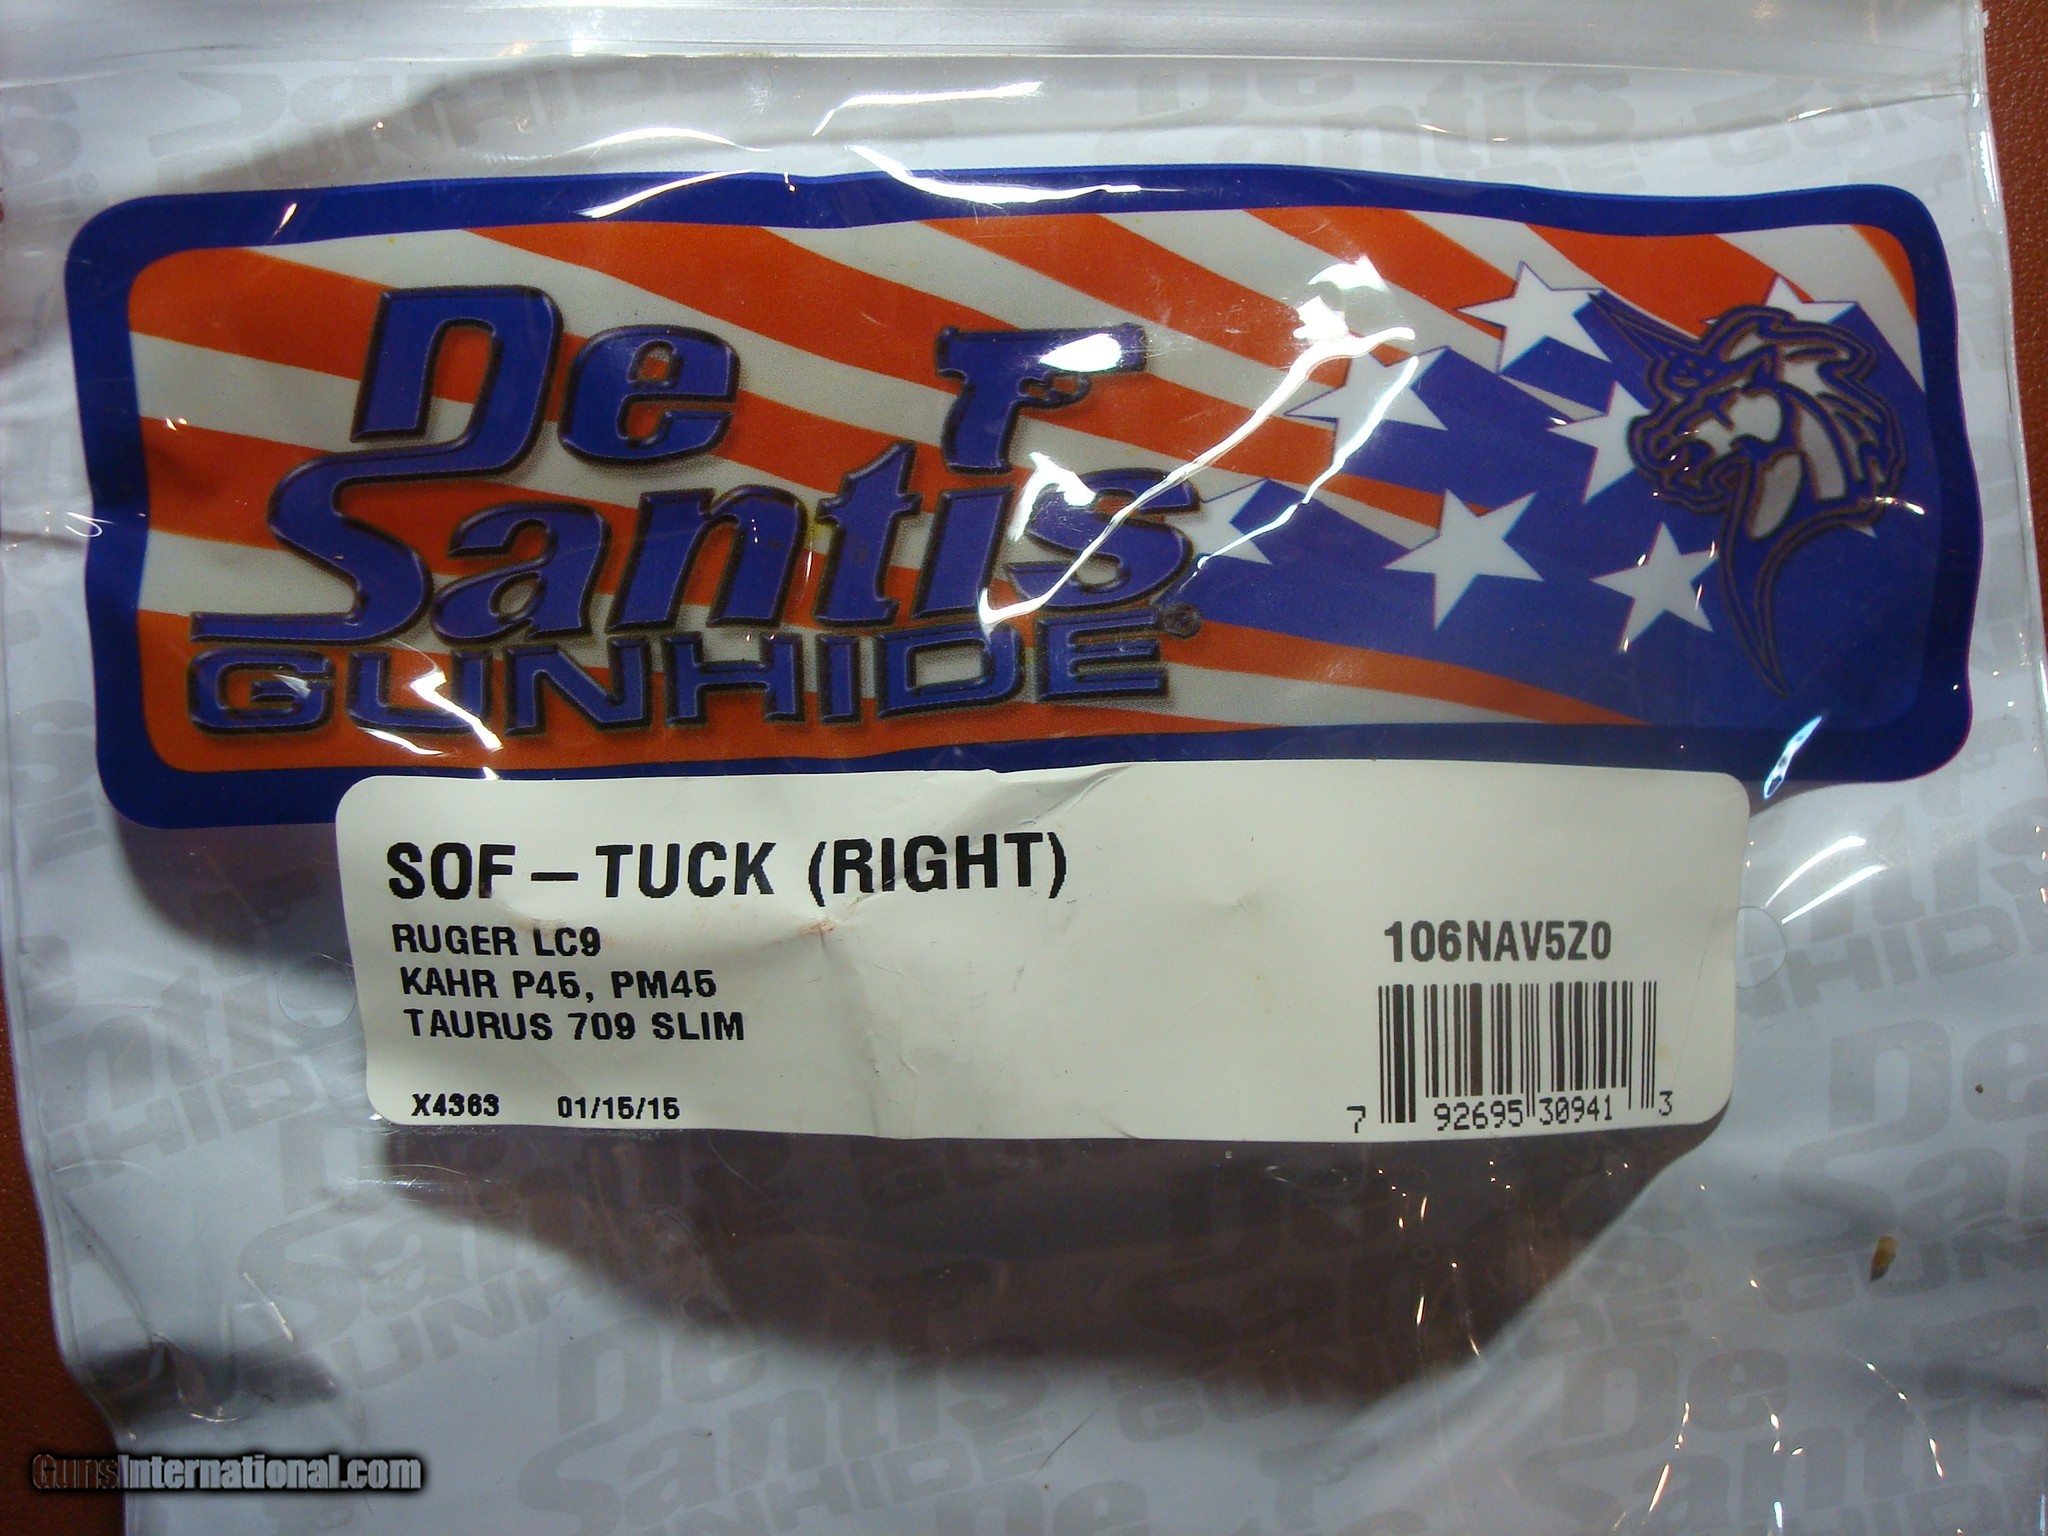 De
Santis
GUNHIDE®
SOF-TUCK (RIGHT)
RUGER LC9
KAHR P45, PM45
TAURUS 709 SLIM
106NAV5Z0
X4363 01/15/15
7 92695 30941 3
GunsInternational.com